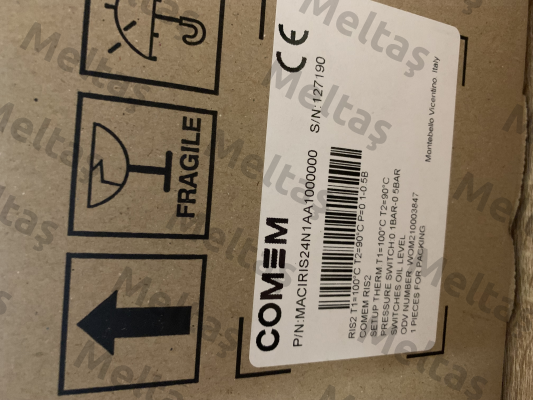 COMEM
P/N:MACIRIS24N1AA1000000 S/N:127190
RIS2 T1=100°C T2=90°C P=0 1-0 5B
COMEM RIS2
SETUP THERM T1=100°C T2=90°C
PRESSURE SWITCH 0 1BAR-0 5BAR
SWITCHES OIL LEVEL
ODV NUMBER: WOM210003847
1 PIECES FOR PACKING
Montebello Vicentino Italy
CE
FRAGILE
Meltaş